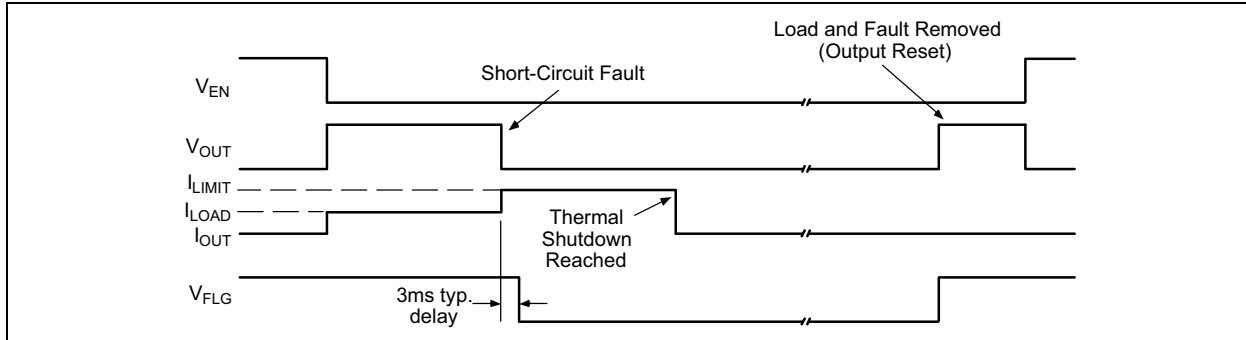 Load and Fault Removed
(Output Reset)
Short-Circuit Fault
VEN
VOUT
ILIMIT
ILOAD
IOUT
Thermal
Shutdown
Reached
VFLG
3ms typ.
delay